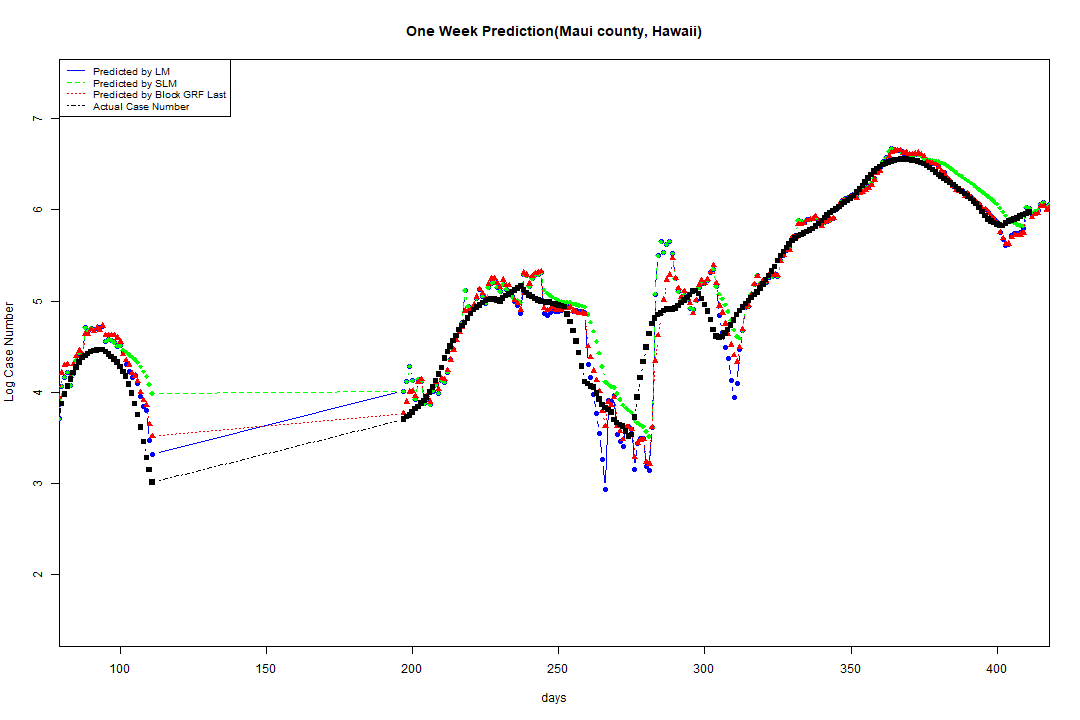 One Week Prediction(Maui county, Hawaii)
Predicted by LM
Predicted by SLM
Predicted by Block GRF Last
Actual Case Number
Log Case Number
7
6
5
4
3
2
100 150 200 250 300 350 400
days